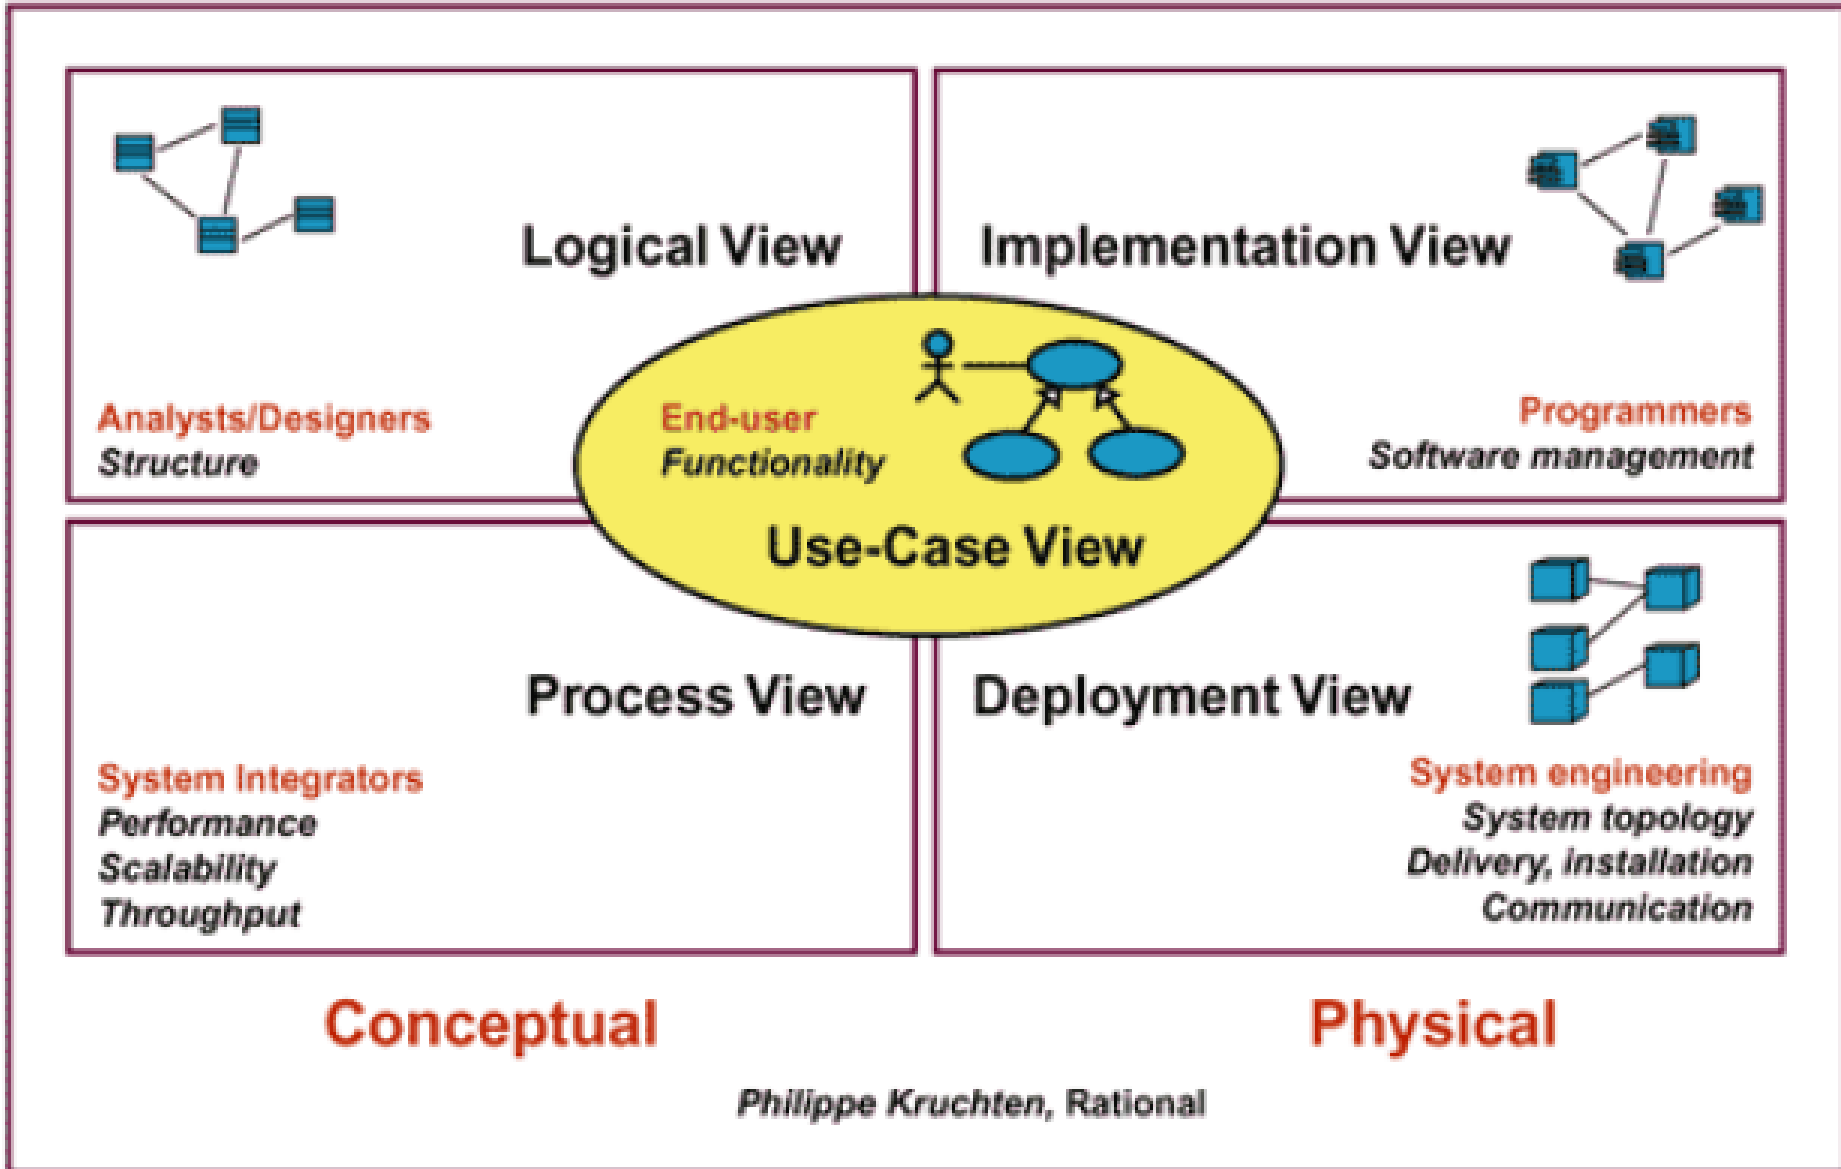 Logical View
Analysts/Designers
Structure
Implementation View
Programmers
Software management
End-user
Functionality
Use-Case View
Process View
System Integrators
Performance
Scalability
Throughput
Deployment View
System engineering
System topology
Delivery, installation
Communication
Conceptual
Physical
Philippe Kruchten, Rational